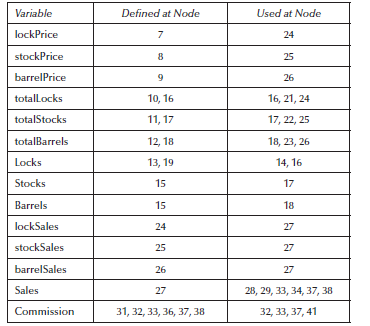 Variable Defined at Node Used at Node
lockPrice 7 24
stockPrice 8 25
barrelPrice 9 26
totalLocks 10, 16 16, 21, 24
totalStocks 11, 17 17, 22, 25
totalBarrels 12, 18 18, 23, 26
Locks 13, 19 14, 16
Stocks 15 17
Barrels 15 18
lockSales 24 27
stockSales 25 27
barrelSales 26 27
Sales 27 28, 29, 33, 34, 37, 38
Commission 31, 32, 33, 36, 37, 38 32, 33, 37, 41